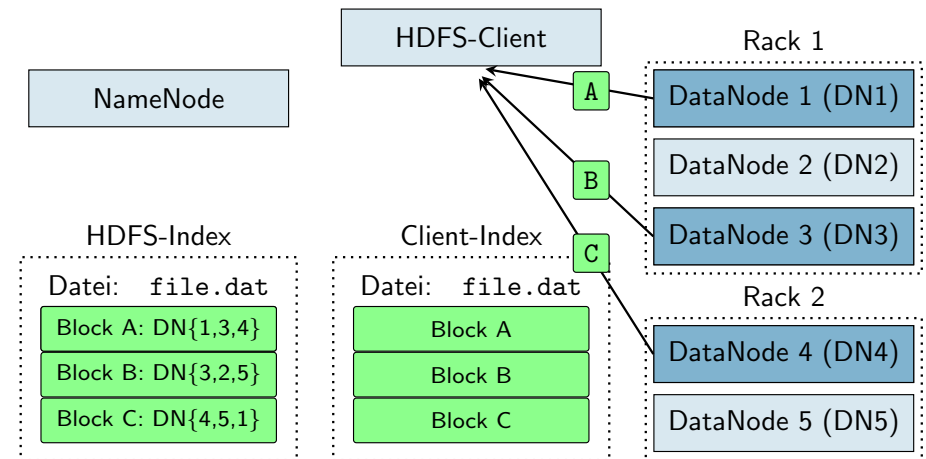 HDFS-Client
NameNode
Rack 1
A
DataNode 1 (DN1)
DataNode 2 (DN2)
B
DataNode 3 (DN3)
C
HDFS-Index
Datei: file.dat
Block A: DN{1,3,4}
Block B: DN{3,2,5}
Block C: DN{4,5,1}
Client-Index
Datei: file.dat
Block A
Block B
Block C
Rack 2
DataNode 4 (DN4)
DataNode 5 (DN5)